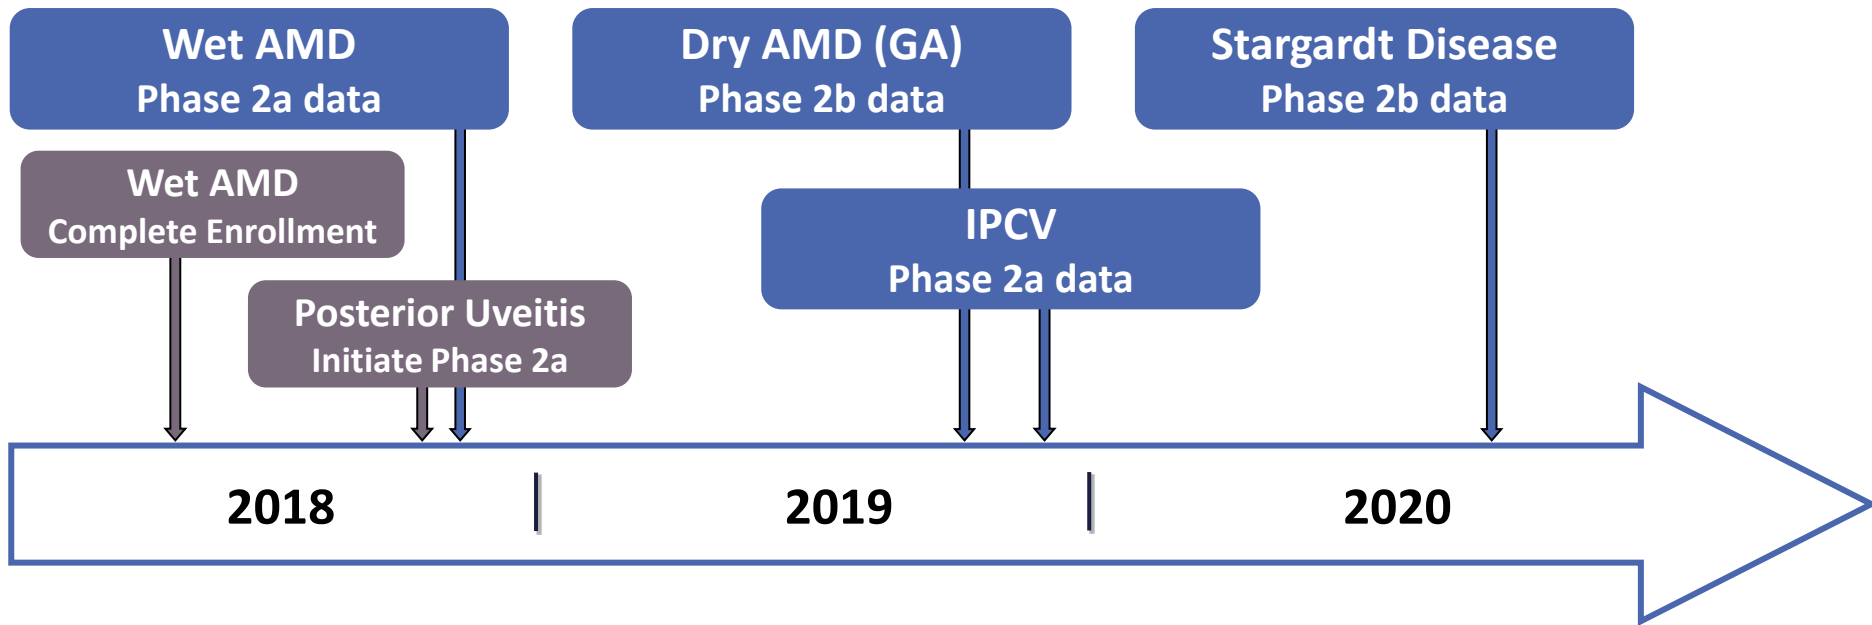 Wet AMD
Phase 2a data
Dry AMD (GA)
Phase 2b data
Stargardt Disease
Phase 2b data
Wet AMD
Complete Enrollment
IPCV
Phase 2a data
Posterior Uveitis
Initiate Phase 2a
2018
2019
2020